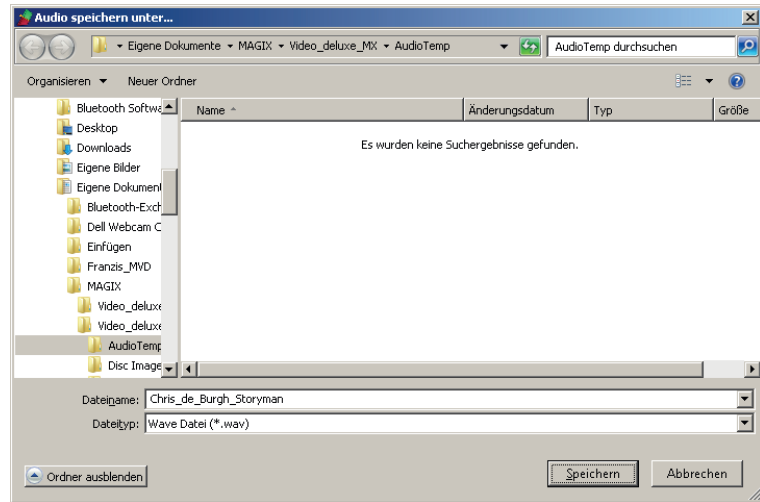 Audio speichern unter...
Eigene Dokumente MAGIX Video_deluxe_MX AudioTemp
AudioTemp durchsuchen
Organisieren Neuer Ordner
Name Änderungsdatum Typ Größe
Es wurden keine Suchergebnisse gefunden.
Bluetooth Softwa
Desktop
Downloads
Eigene Bilder
Eigene Dokument
Bluetooth-Exch
Dell Webcam C
Einfügen
Franzis_MVD
MAGIX
Video_deluxe
Video_deluxe
AudioTemp
Disc Image
Dateiname: Chris_de_Burgh_Storyman
Dateityp: Wave Datei (*.wav)
Ordner ausblenden Speichern Abbrechen